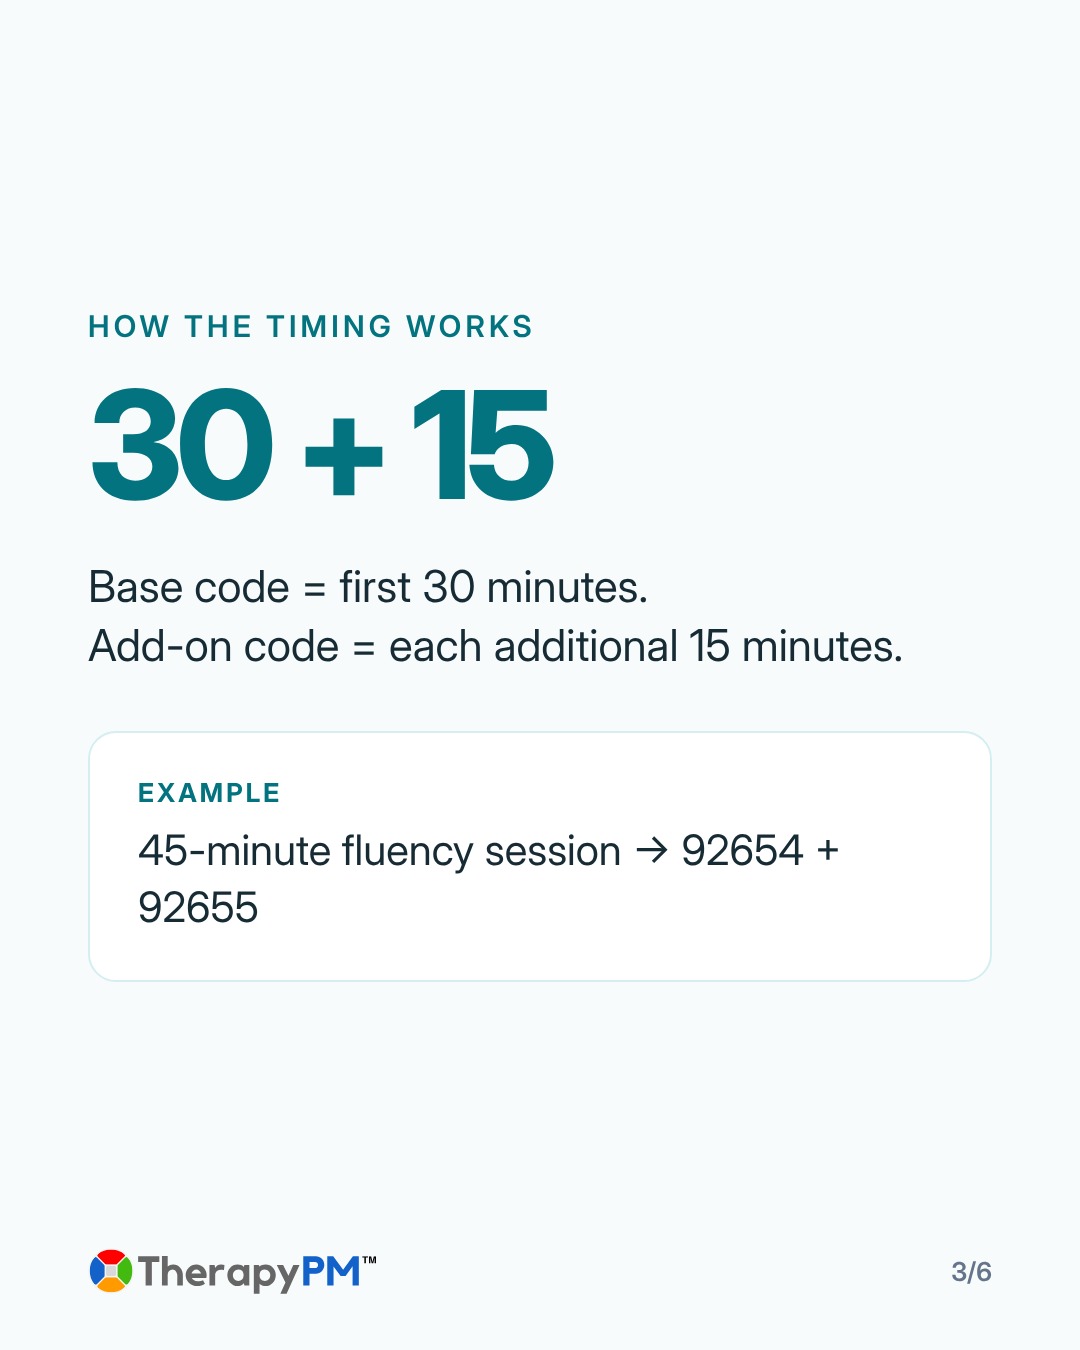 HOW THE TIMING WORKS
30 + 15
Base code = first 30 minutes.
Add-on code = each additional 15 minutes.
EXAMPLE
45-minute fluency session → 92654 +
92655
TherapyPM™
3/6